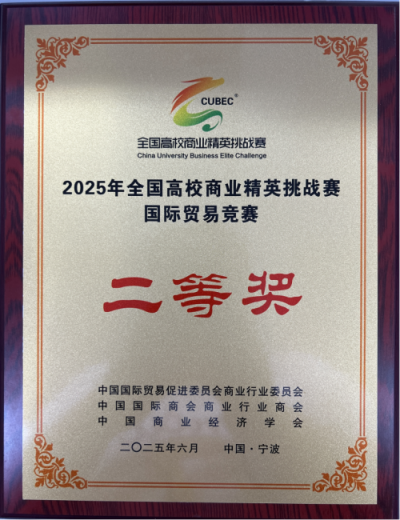 CUBEC®
全国高校商业精英挑战赛
China University Business Elite Challenge
2025年全国高校商业精英挑战赛
国际贸易竞赛
二等奖
中国国际贸易促进委员会商业行业委员会
中国国际商会商业行业商会
中国商业经济学会
二〇二五年六月 中国·宁波